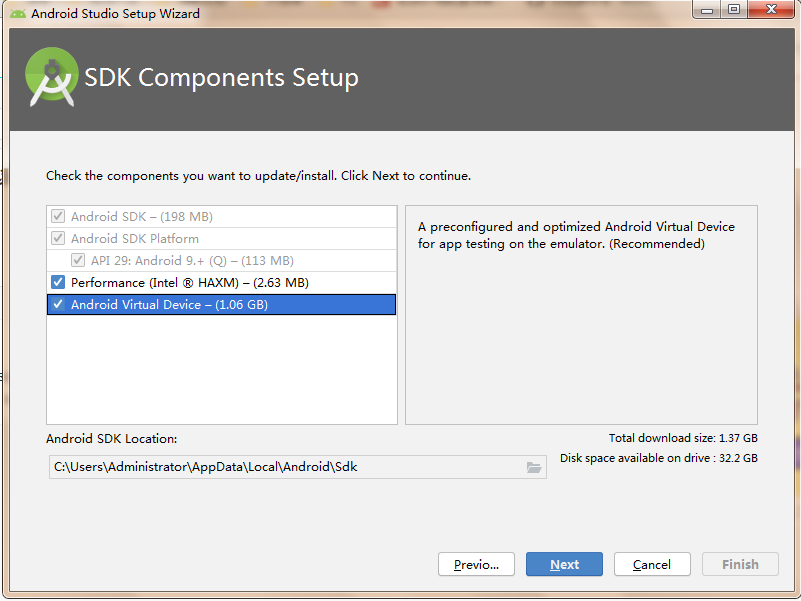 Android Studio Setup Wizard
SDK Components Setup
Check the components you want to update/install. Click Next to continue.
Android SDK – (198 MB)
Android SDK Platform
API 29: Android 9.+ (Q) – (113 MB)
Performance (Intel ® HAXM) – (2.63 MB)
Android Virtual Device – (1.06 GB)
A preconfigured and optimized Android Virtual Device
for app testing on the emulator. (Recommended)
Android SDK Location:
C:\Users\Administrator\AppData\Local\Android\Sdk
Total download size: 1.37 GB
Disk space available on drive : 32.2 GB
Previo...
Next
Cancel
Finish